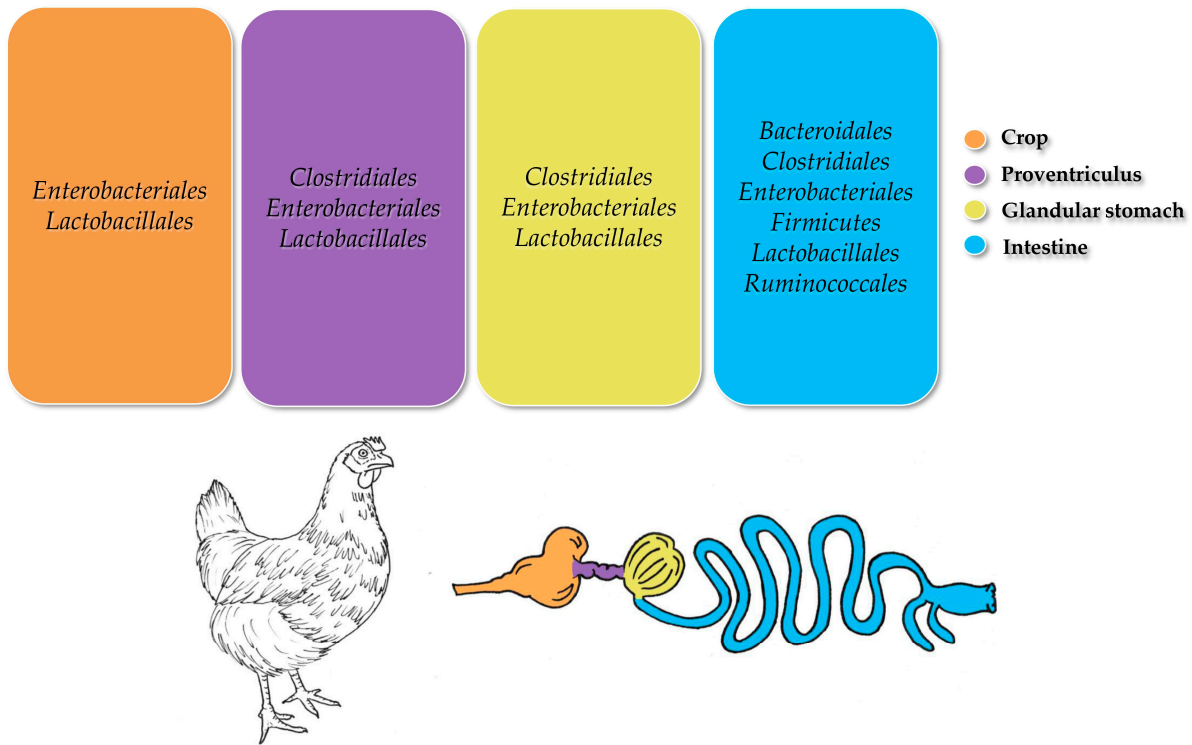 Enterobacteriales
Lactobacillales
Clostridiales
Enterobacteriales
Lactobacillales
Clostridiales
Enterobacteriales
Lactobacillales
Bacteroidales
Clostridiales
Enterobacteriales
Firmicutes
Lactobacillales
Ruminococcales
Crop
Proventriculus
Glandular stomach
Intestine